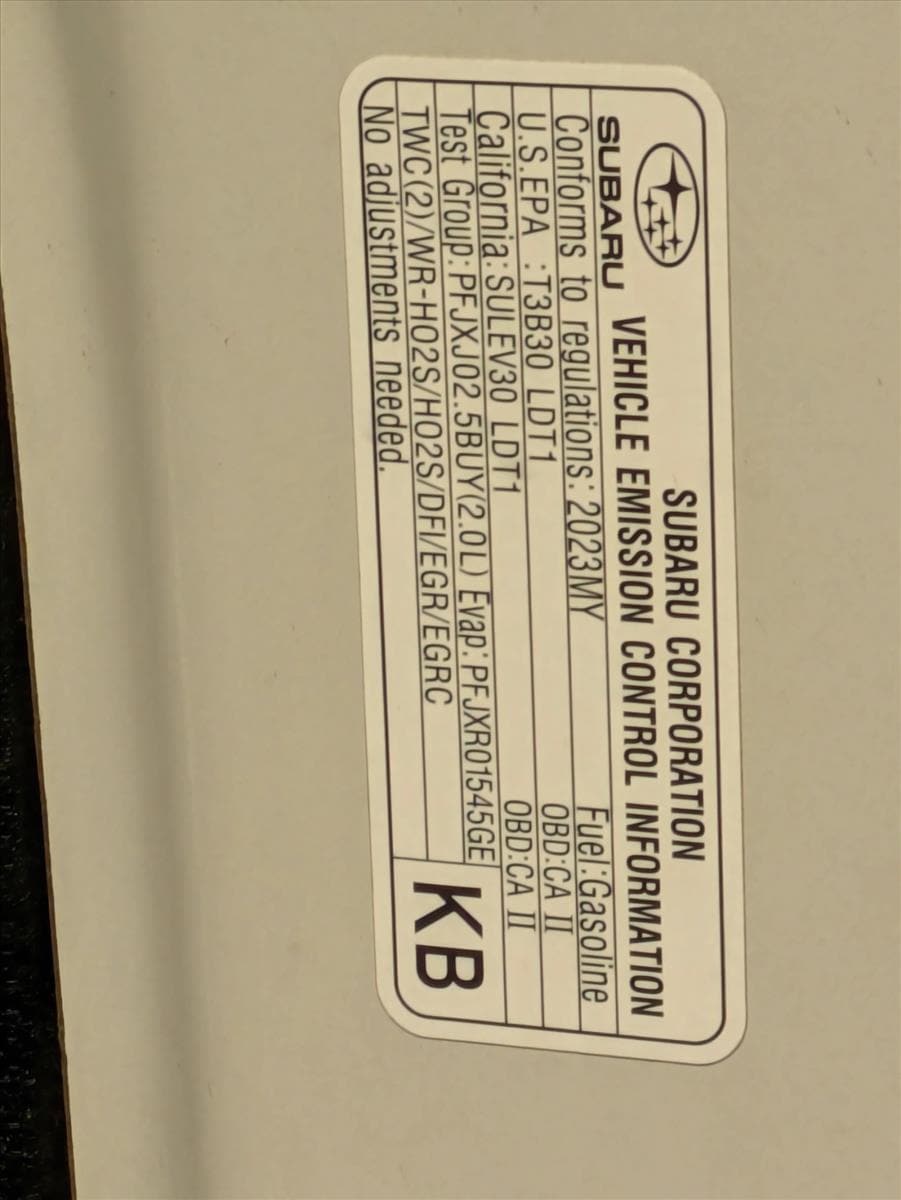 SUBARU CORPORATION
SUBARU VEHICLE EMISSION CONTROL INFORMATION
Conforms to regulations:2023MY Fuel:Gasoline
U.S.EPA :T3B30 LDT1 OBD:CA II
California:SULEV30 LDT1 OBD:CA II
Test Group:PFJXJ02.5BUY(2.0L) Evap:PFJXR01545GE
TWC(2)/WR-HO2S/HO2S/DFI/EGR/EGRC
No adjustments needed.
KB